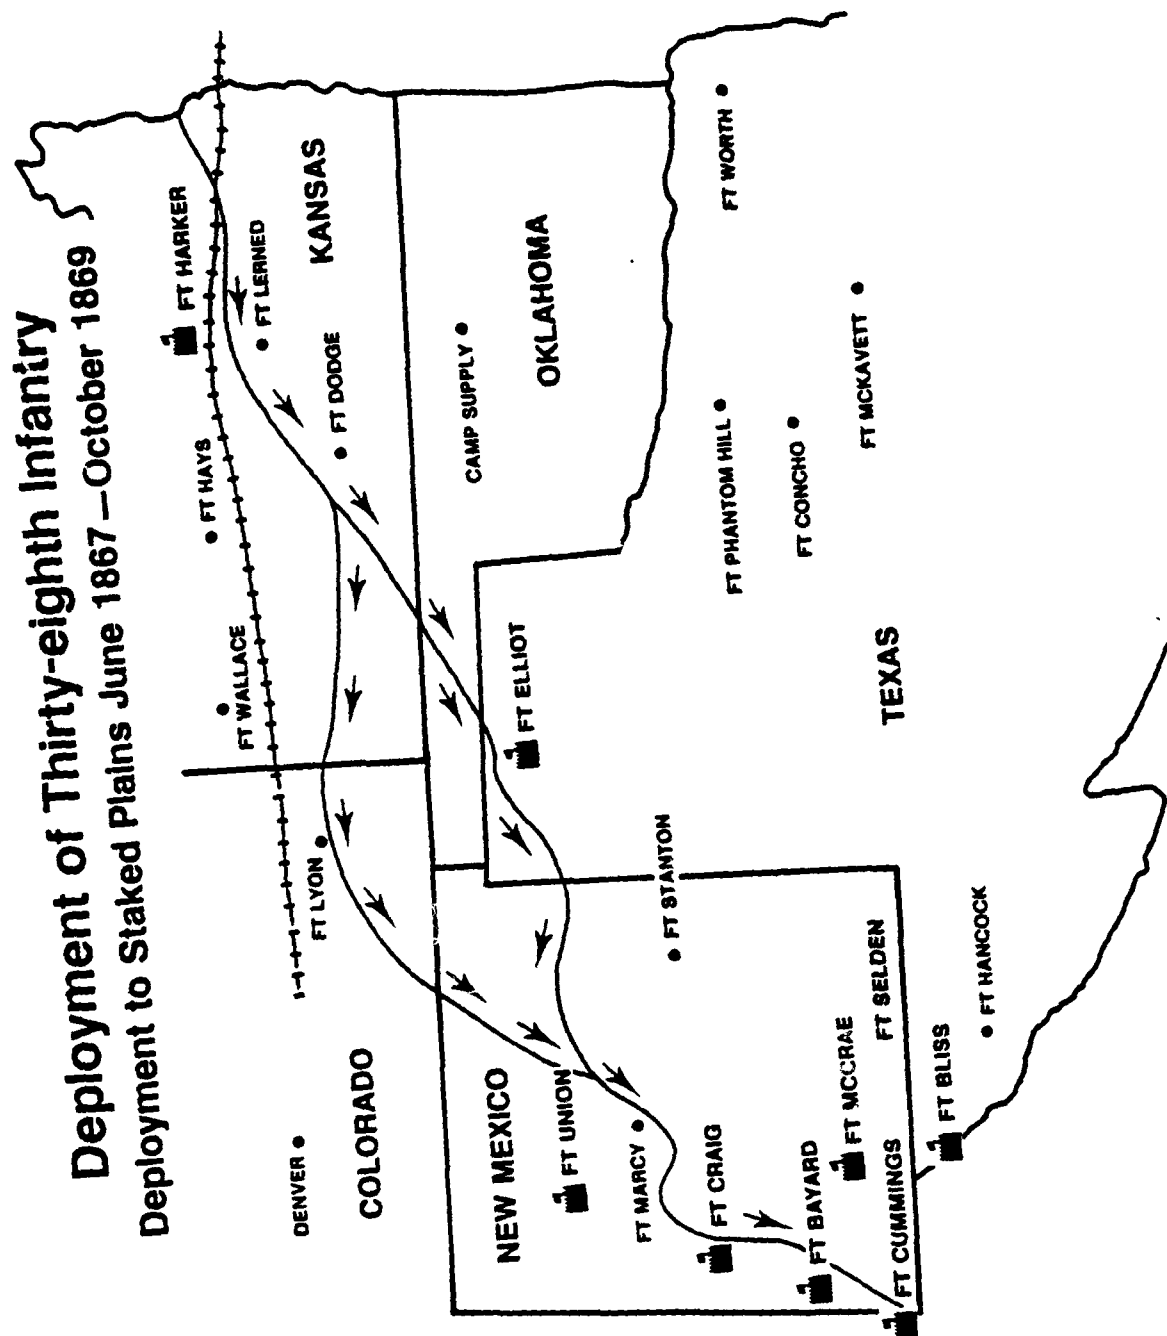 Deployment of Thirty-eighth Infantry
Deployment to Staked Plains June 1867—October 1869
FT HARKER
FT HAYS
FT WALLACE
FT LERNED
KANSAS
FT DODGE
FT LYON
DENVER
COLORADO
CAMP SUPPLY
OKLAHOMA
NEW MEXICO
FT UNION
FT ELLIOT
FT MARCY
FT STANTON
FT CRAIG
FT PHANTOM HILL
FT WORTH
FT BAYARD
FT CONCHO
FT MCCRAE
FT MCKAVETT
FT SELDEN
TEXAS
FT CUMMINGS
FT BLISS
FT HANCOCK